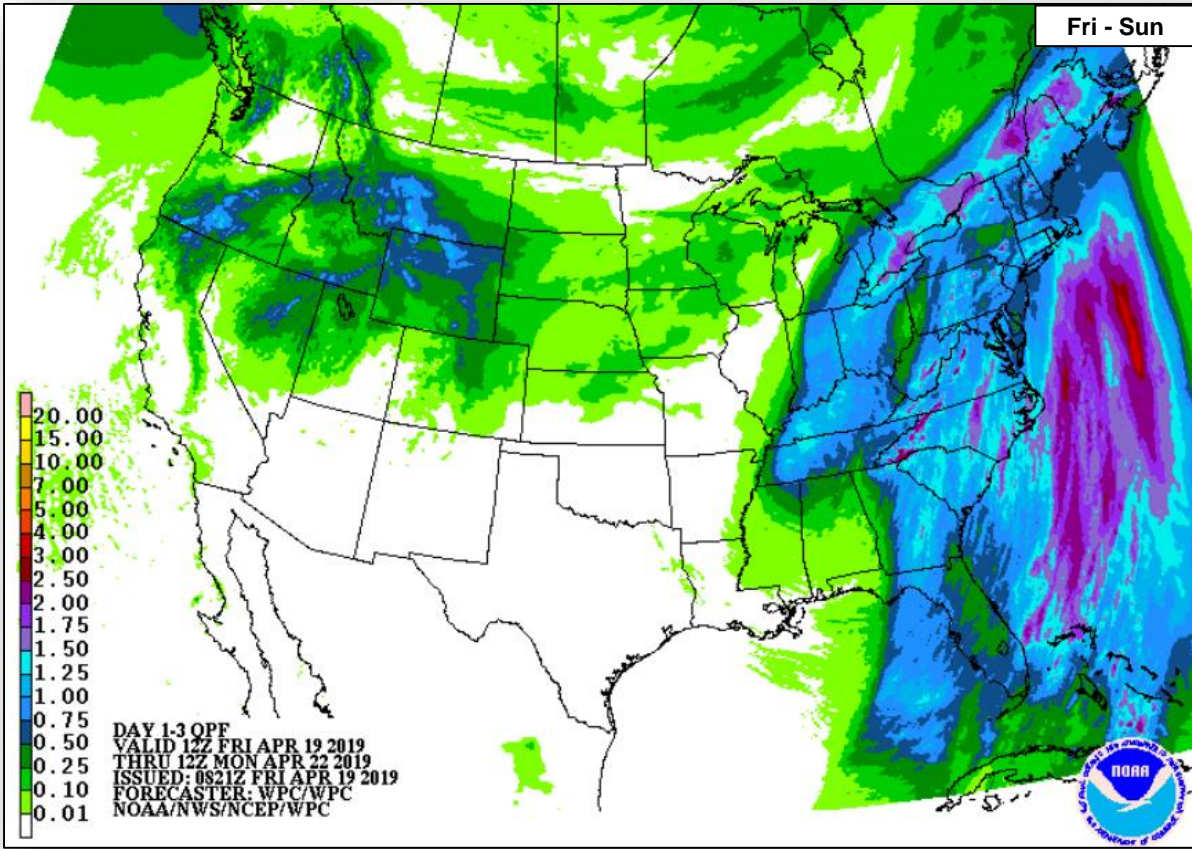 Fri - Sun
20.00
15.00
10.00
7.00
5.00
4.00
3.00
2.50
2.00
1.75
1.50
1.25
1.00
0.75
0.50
0.25
0.10
0.01
DAY 1-3 QPF
VALID 12Z FRI APR 19 2019
THRU 12Z MON APR 22 2019
ISSUED: 0821Z FRI APR 19 2019
FORECASTER: WPC/WPC
NOAA/NWS/NCEP/WPC
NOAA